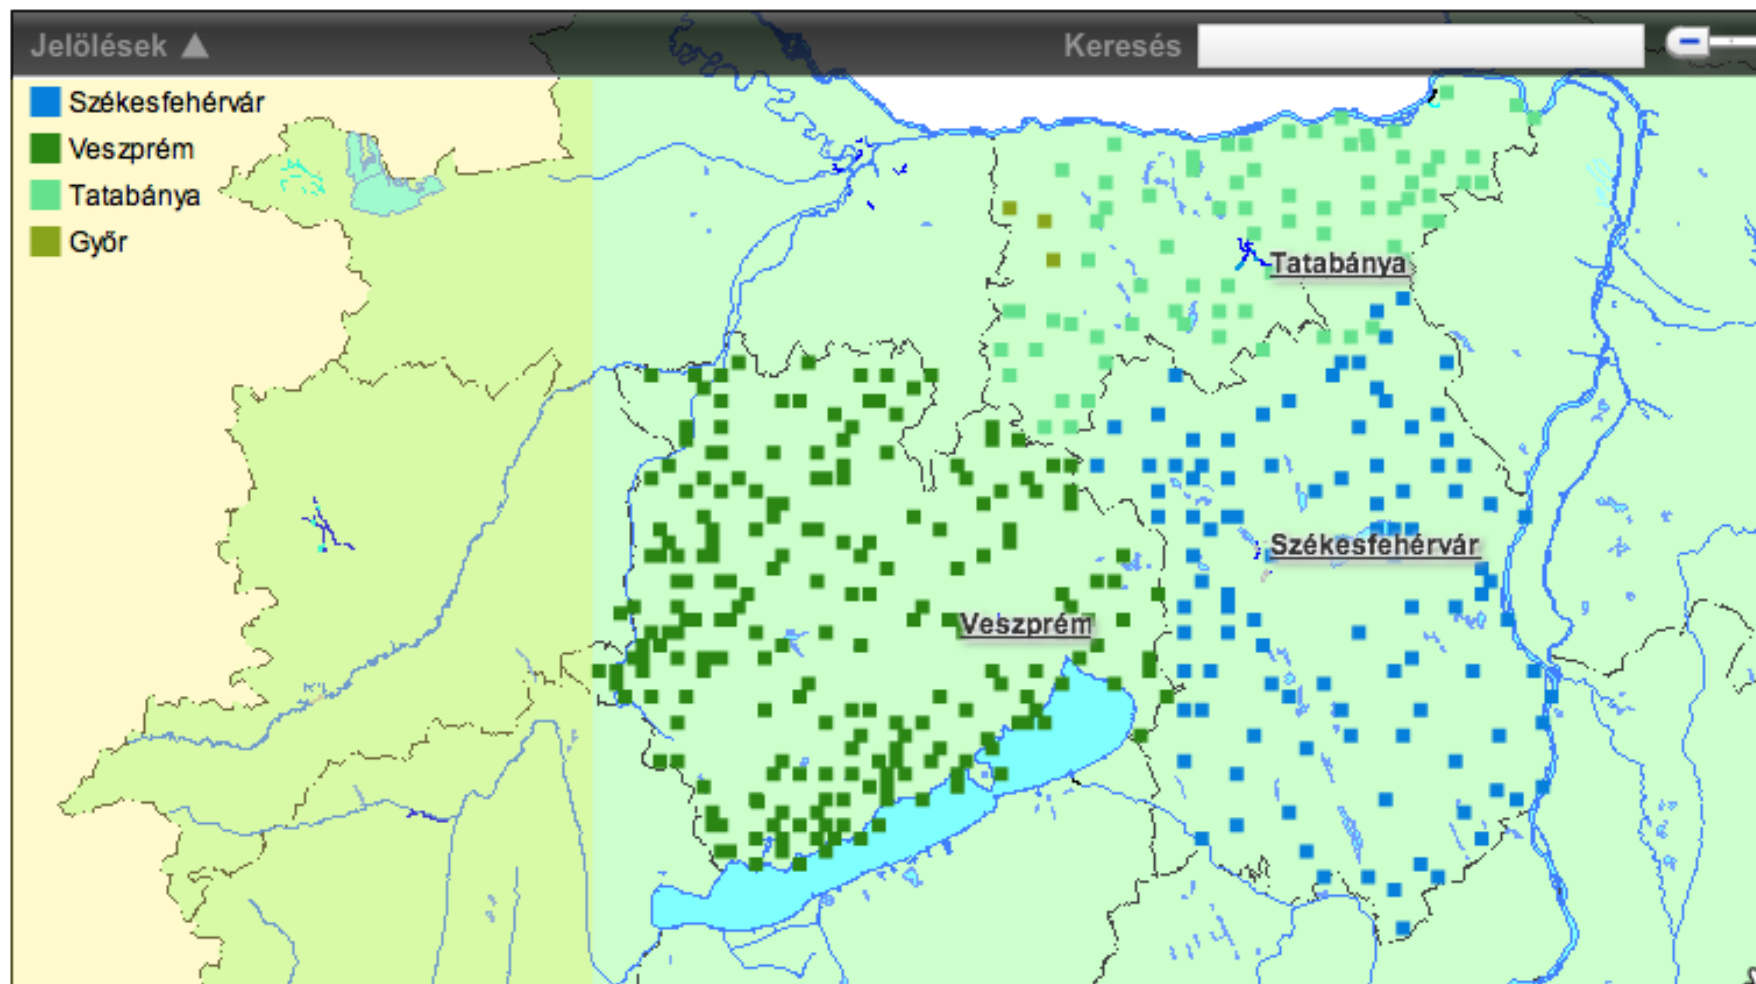 Jelölések ▲
Keresés
Székesfehérvár
Veszprém
Tatabánya
Győr
Tatabánya
Székesfehérvár
Veszprém